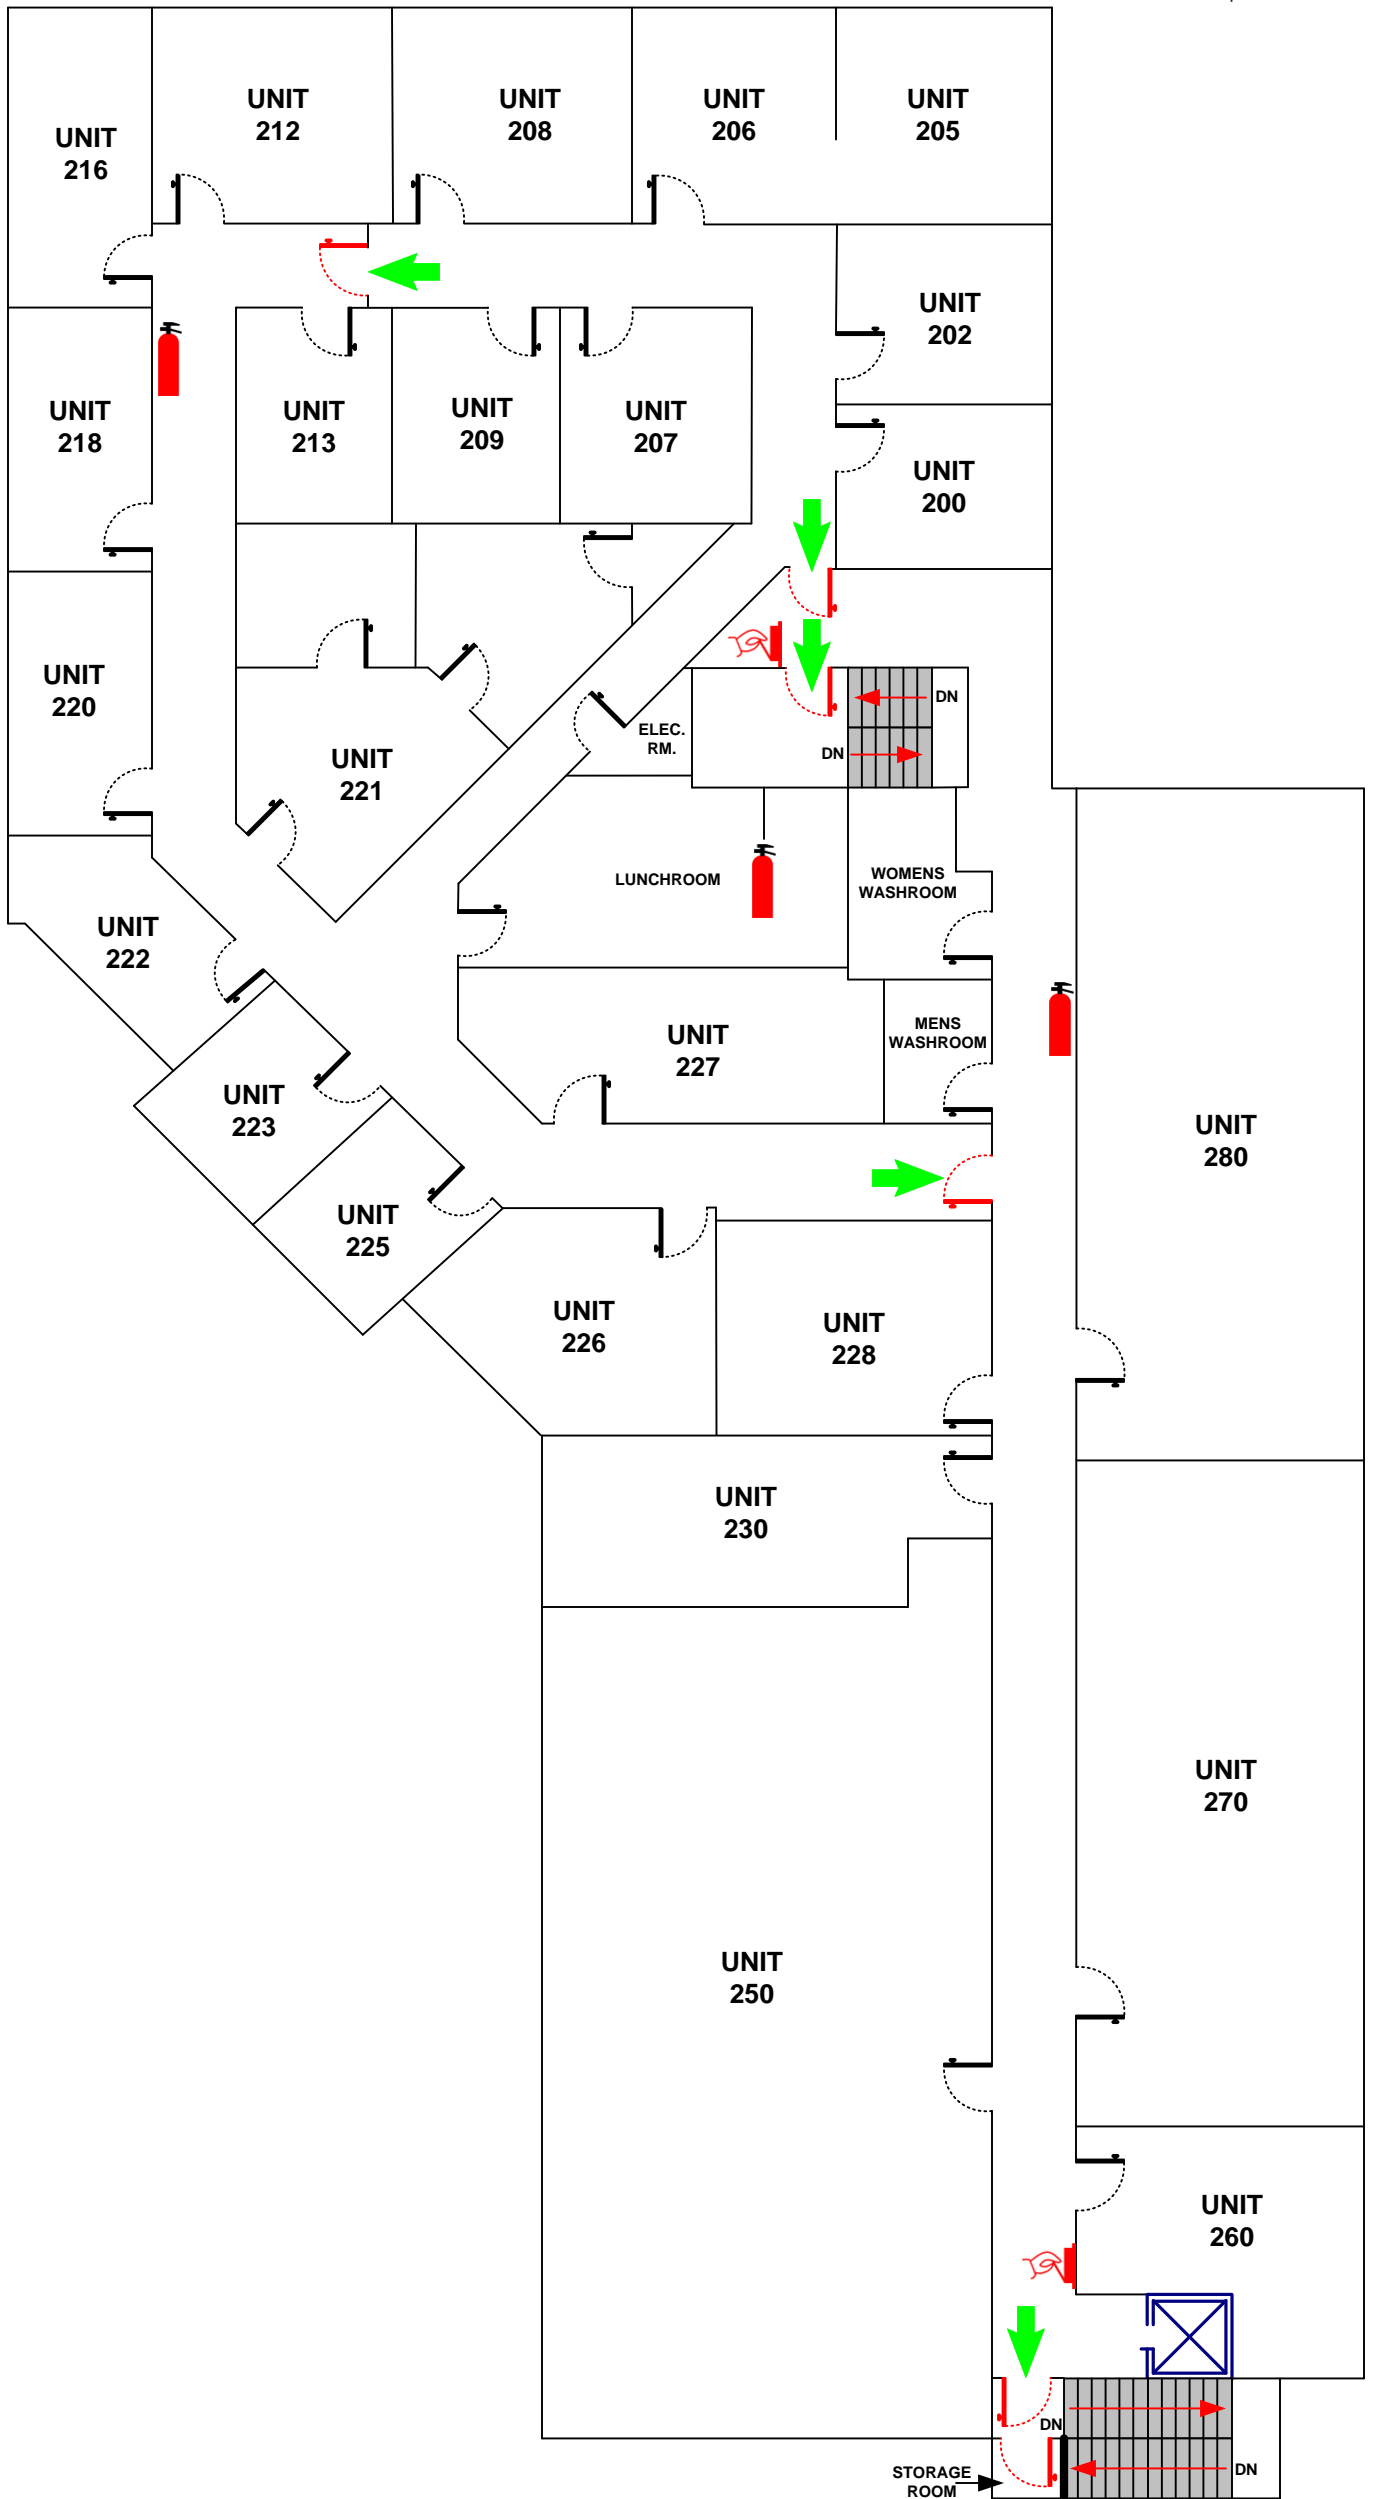 UNIT
212
UNIT
208
UNIT
206
UNIT
205
UNIT
216
UNIT
202
UNIT
218
UNIT
213
UNIT
209
UNIT
207
UNIT
200
UNIT
220
DN
ELEC.
RM.
DN
UNIT
221
LUNCHROOM
WOMENS
WASHROOM
UNIT
222
UNIT
227
MENS
WASHROOM
UNIT
223
UNIT
280
UNIT
225
UNIT
226
UNIT
228
UNIT
230
UNIT
270
UNIT
250
UNIT
260
DN
DN
STORAGE
ROOM